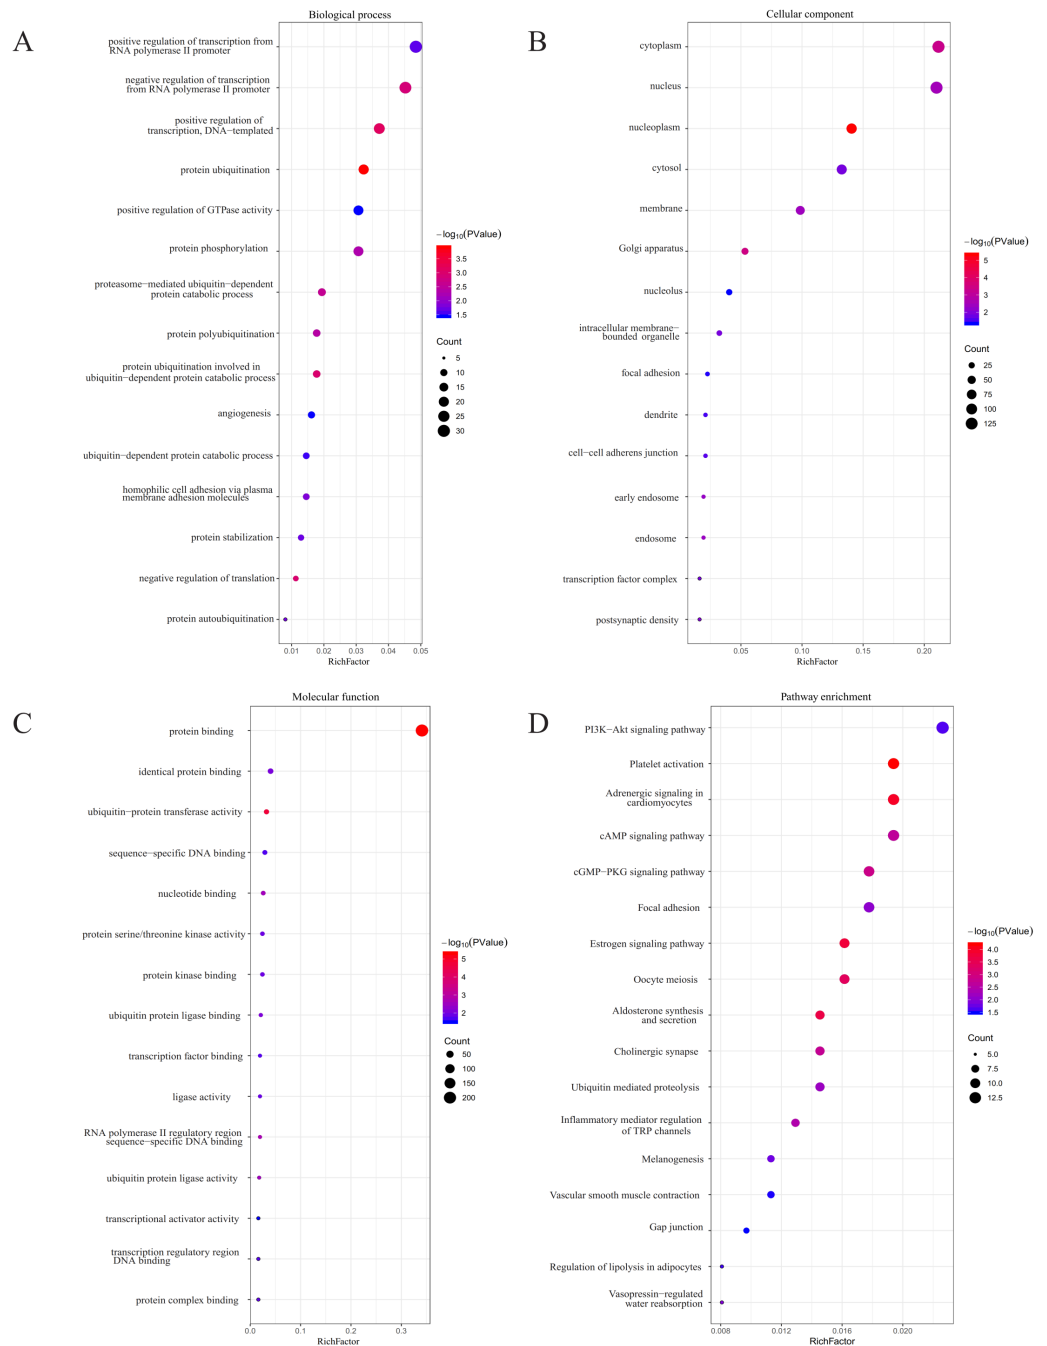 A
Biological process
positive regulation of transcription from
RNA polymerase II promoter
negative regulation of transcription
from RNA polymerase II promoter
positive regulation of
transcription, DNA−templated
protein ubiquitination
positive regulation of GTPase activity
protein phosphorylation
proteasome−mediated ubiquitin−dependent
protein catabolic process
protein polyubiquitination
protein ubiquitination involved in
ubiquitin−dependent protein catabolic process
angiogenesis
ubiquitin−dependent protein catabolic process
homophilic cell adhesion via plasma
membrane adhesion molecules
protein stabilization
negative regulation of translation
protein autoubiquitination
0.01 0.02 0.03 0.04 0.05
RichFactor
−log10(PValue)
3.5
3.0
2.5
2.0
1.5
Count
5
10
15
20
25
30
B
Cellular component
cytoplasm
nucleus
nucleoplasm
cytosol
membrane
Golgi apparatus
nucleolus
intracellular membrane−
bounded organelle
focal adhesion
dendrite
cell−cell adherens junction
early endosome
endosome
transcription factor complex
postsynaptic density
0.05 0.10 0.15 0.20
RichFactor
−log10(PValue)
5
4
3
2
Count
25
50
75
100
125
C
Molecular function
protein binding
identical protein binding
ubiquitin−protein transferase activity
sequence−specific DNA binding
nucleotide binding
protein serine/threonine kinase activity
protein kinase binding
ubiquitin protein ligase binding
transcription factor binding
ligase activity
RNA polymerase II regulatory region
sequence−specific DNA binding
ubiquitin protein ligase activity
transcriptional activator activity
transcription regulatory region
DNA binding
protein complex binding
0.0 0.1 0.2 0.3
RichFactor
−log10(PValue)
5
4
3
2
Count
50
100
150
200
D
Pathway enrichment
PI3K−Akt signaling pathway
Platelet activation
Adrenergic signaling in
cardiomyocytes
cAMP signaling pathway
cGMP−PKG signaling pathway
Focal adhesion
Estrogen signaling pathway
Oocyte meiosis
Aldosterone synthesis
and secretion
Cholinergic synapse
Ubiquitin mediated proteolysis
Inflammatory mediator regulation
of TRP channels
Melanogenesis
Vascular smooth muscle contraction
Gap junction
Regulation of lipolysis in adipocytes
Vasopressin−regulated
water reabsorption
0.008 0.012 0.016 0.020
RichFactor
−log10(PValue)
4.0
3.5
3.0
2.5
2.0
1.5
Count
5.0
7.5
10.0
12.5